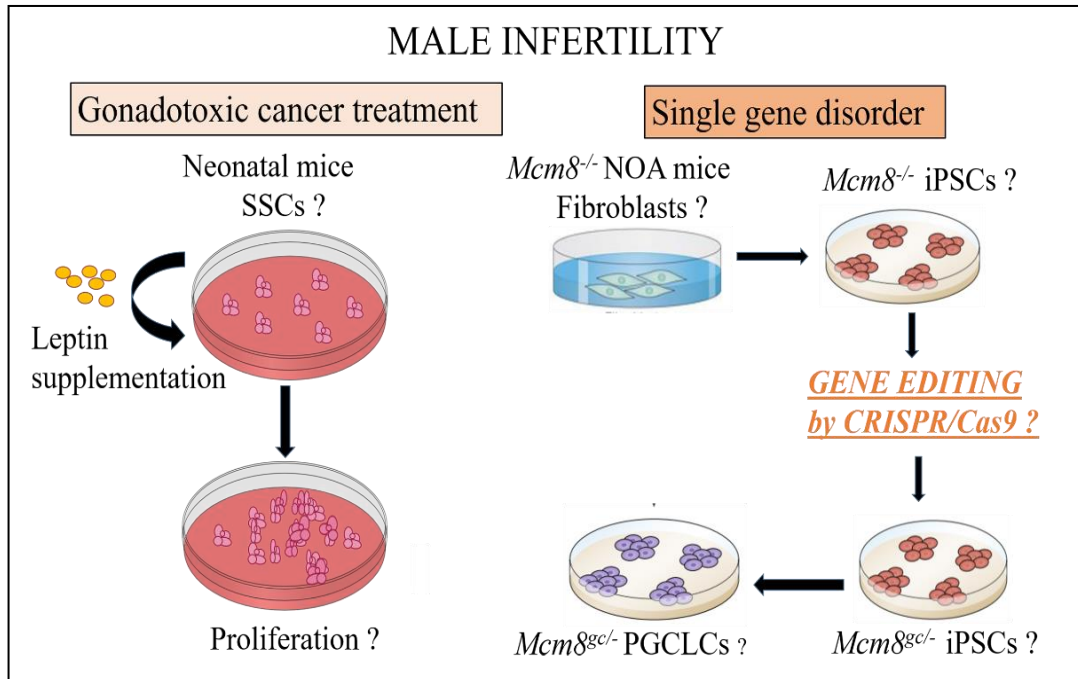 MALE INFERTILITY
Gonadotoxic cancer treatment
Neonatal mice
SSCs ?
Leptin
supplementation
Proliferation ?
Single gene disorder
Mcm8-/- NOA mice
Fibroblasts ?
Mcm8-/- iPSCs ?
GENE EDITING
by CRISPR/Cas9 ?
Mcm8gc/- iPSCs ?
Mcm8gc/- PGCLCs ?